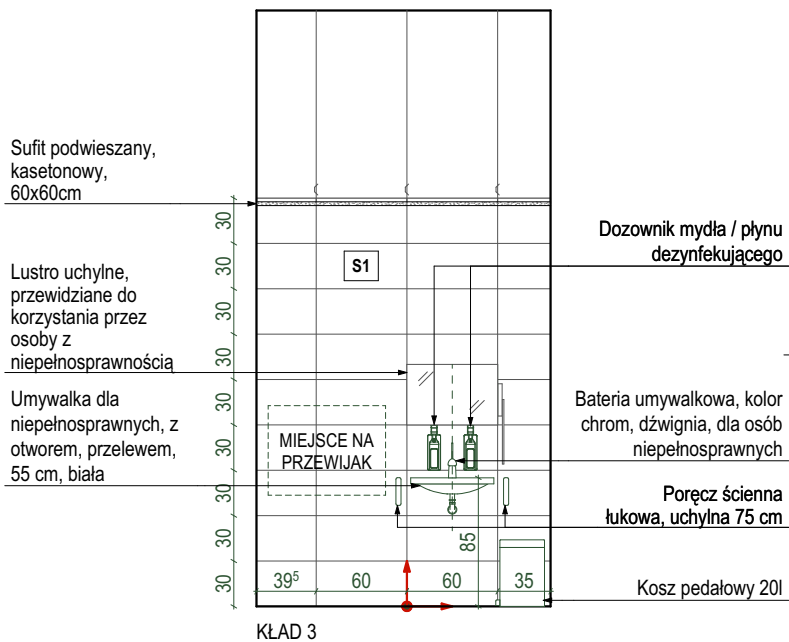 Sufit podwieszany,
kasetonowy,
60x60cm
Lustro uchylne,
przewidziane do
korzystania przez
osoby z
niepełnosprawnością
Umywalka dla
niepełnosprawnych, z
otworem, przelewem,
55 cm, biała
30
30
30
30
30
30
30
30
30
S1
MIEJSCE NA
PRZEWIJAK
85
39⁵ 60 60 35
Dozownik mydła / płynu
dezynfekującego
Bateria umywalkowa, kolor
chrom, dźwignia, dla osób
niepełnosprawnych
Poręcz ścienna
łukowa, uchylna 75 cm
Kosz pedałowy 20l
KŁAD 3